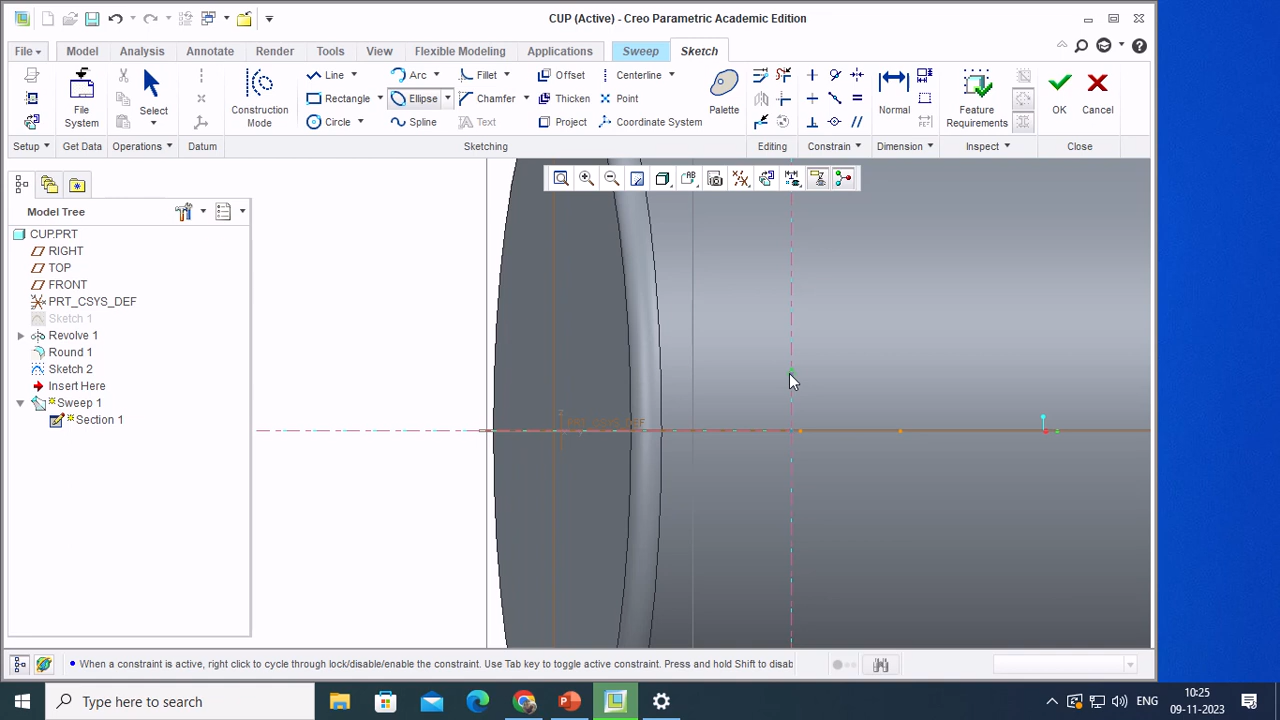 CUP (Active) - Creo Parametric Academic Edition
File Model Analysis Annotate Render Tools View Flexible Modeling Applications Sweep Sketch
File System
Select
Construction Mode
Line
Rectangle
Circle
Arc
Ellipse
Spline
Fillet
Chamfer
Text
Offset
Thicken
Project
Centerline
Point
Coordinate System
Palette
Normal
Feature Requirements
OK
Cancel
Setup Get Data Operations Datum Sketching Editing Constrain Dimension Inspect Close
Model Tree
CUP.PRT
RIGHT
TOP
FRONT
PRT_CSYS_DEF
Sketch 1
Revolve 1
Round 1
Sketch 2
Insert Here
Sweep 1
Section 1
PRT_CSYS_DEF
When a constraint is active, right click to cycle through lock/disable/enable the constraint. Use Tab key to toggle active constraint. Press and hold Shift to disab
Type here to search
ENG
10:25
09-11-2023